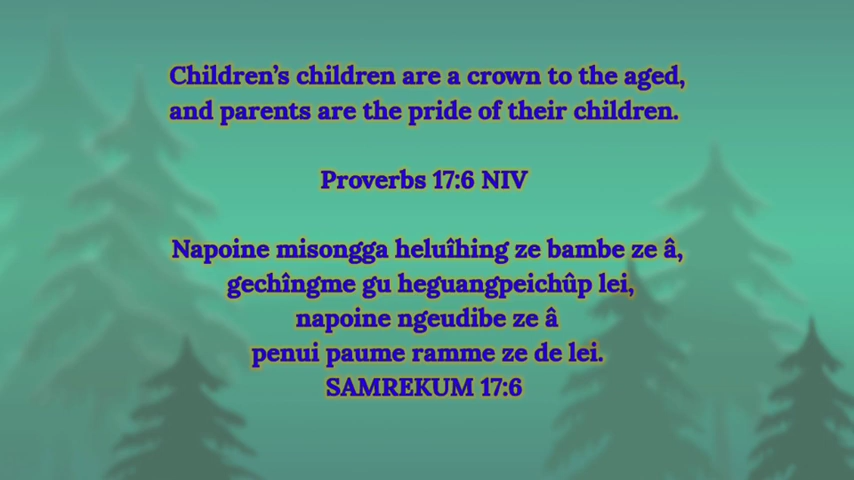 Children’s children are a crown to the aged,
and parents are the pride of their children.
Proverbs 17:6 NIV
Napoine misongga heluîhing ze bambe ze â,
gechîngme gu heguangpeichûp lei,
napoine ngeudibe ze â
penui paume ramme ze de lei.
SAMREKUM 17:6